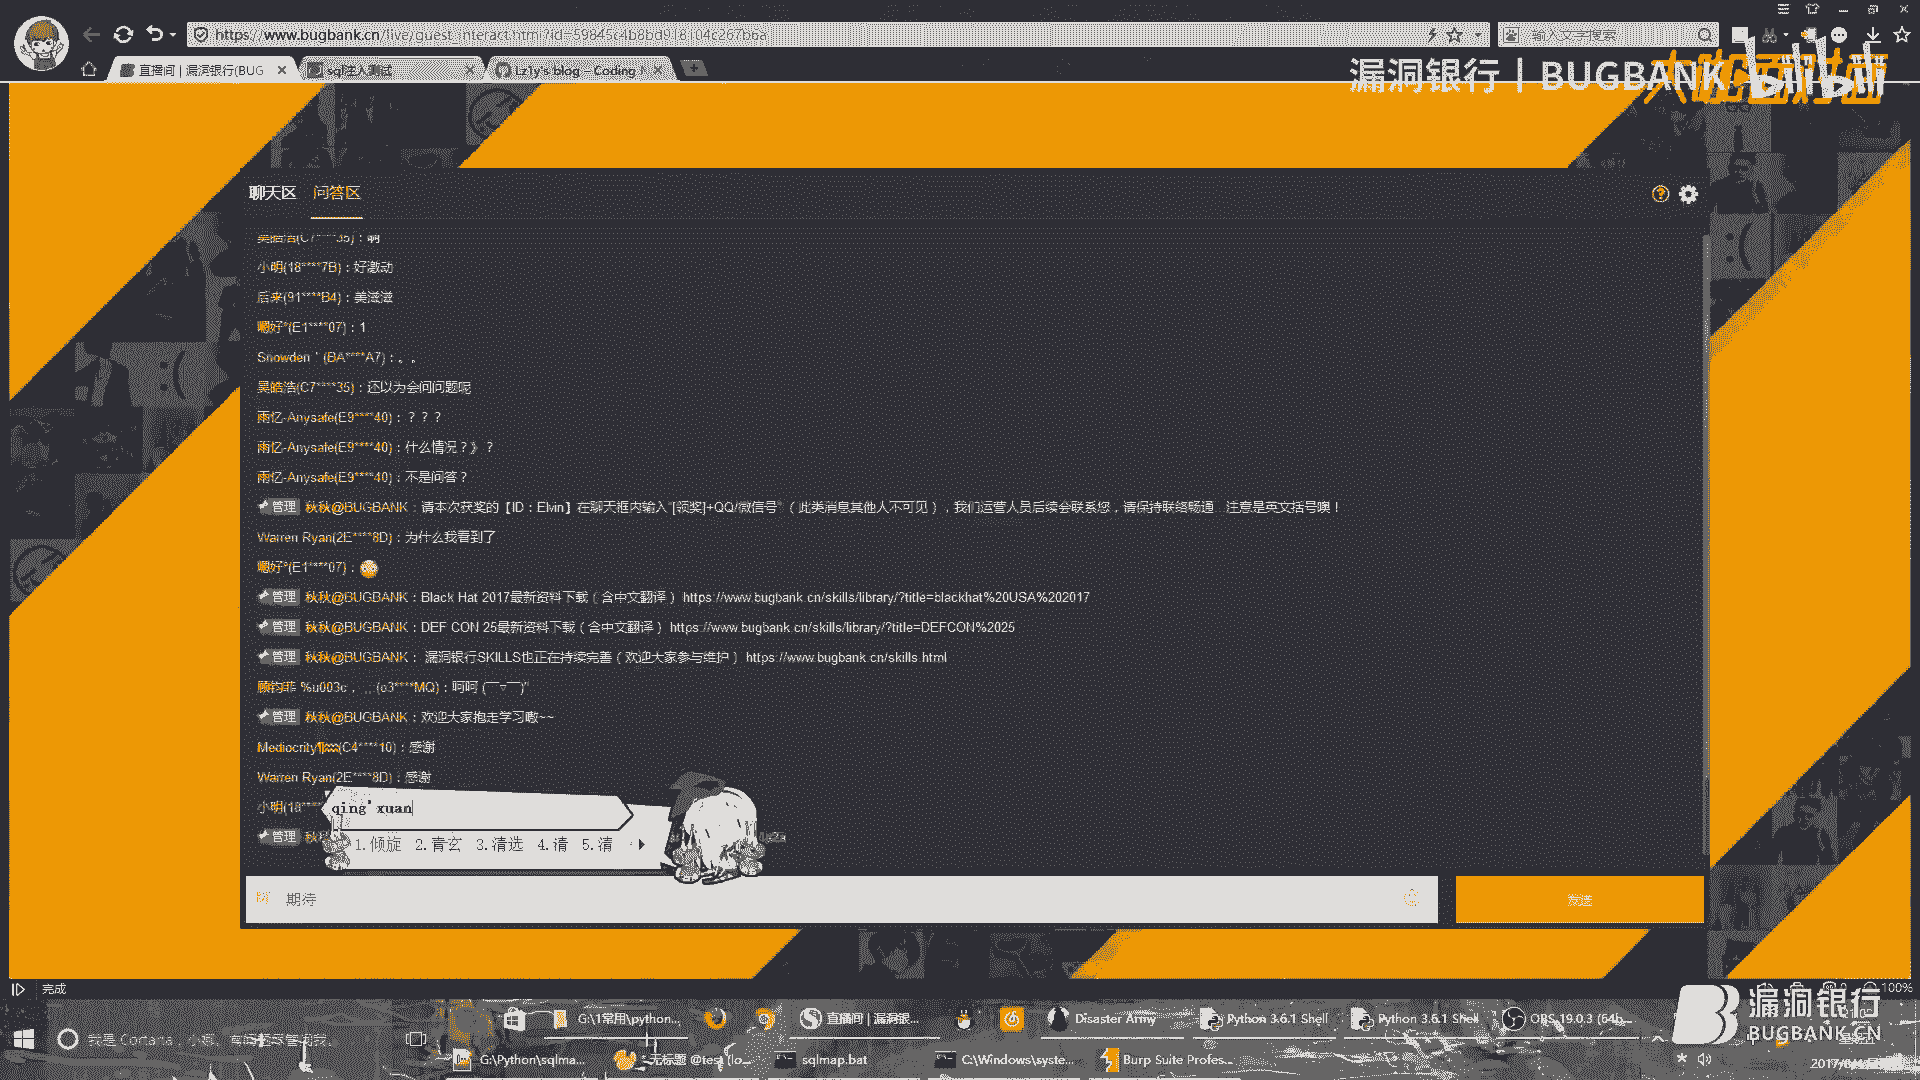 https://www.bugbank.cn/live/guest_interact.htm?id=59845c4b8bd918104c267b6a
输入文字搜索
直播间 | 漏洞银行(BUG
sql注入测试
Lzly's blog - Coding
漏洞银行 | BUGBANK
bilibili
聊天区 问答区
吴皓浩(C7****35)：啊
小明(18****7B)：好激动
后来(91****B4)：美滋滋
嗯好°(E1****07)：1
Snowden＇(BA****A7)：。。
吴皓浩(C7****35)：还以为会问问题呢
雨忆-Anysafe(E9****40)：？？？
雨忆-Anysafe(E9****40)：什么情况？》？
雨忆-Anysafe(E9****40)：不是问答？
管理 秋秋@BUGBANK：请本次获奖的【ID：Elvin】在聊天框内输入"[领奖]+QQ/微信号"（此类消息其他人不可见），我们运营人员后续会联系您，请保持联络畅通...注意是英文括号噢！
Warren Ryan(2E****8D)：为什么我看到了
嗯好°(E1****07)：
管理 秋秋@BUGBANK：Black Hat 2017最新资料下载（含中文翻译） https://www.bugbank.cn/skills/library/?title=blackhat%20USA%202017
管理 秋秋@BUGBANK：DEF CON 25最新资料下载（含中文翻译） https://www.bugbank.cn/skills/library/?title=DEFCON%2025
管理 秋秋@BUGBANK： 漏洞银行SKILLS也正在持续完善（欢迎大家参与维护） https://www.bugbank.cn/skills.html
顾钧菲 %u003c ，,,,(o3****MQ)：呵呵 (￣▽￣)"
管理 秋秋@BUGBANK：欢迎大家抱走学习嗷~~
Mediocrity(C4****10)：感谢
Warren Ryan(2E****8D)：感谢
小明(18****
qing'xuan
管理 秋秋
1.倾旋 2.青玄 3.清选 4.清 5.清
期待
发送
完成
100%
我是 Cortana
G:\1常用\python...
直播间 | 漏洞银...
Disaster Army
Python 3.6.1 Shell
Python 3.6.1 Shell
OBS 19.0.3 (64b...
G:\Python\sqlma...
无标题 @test (lo...
sqlmap.bat
C:\Windows\syste...
Burp Suite Profes...
漏洞银行
BUGBANK.CN